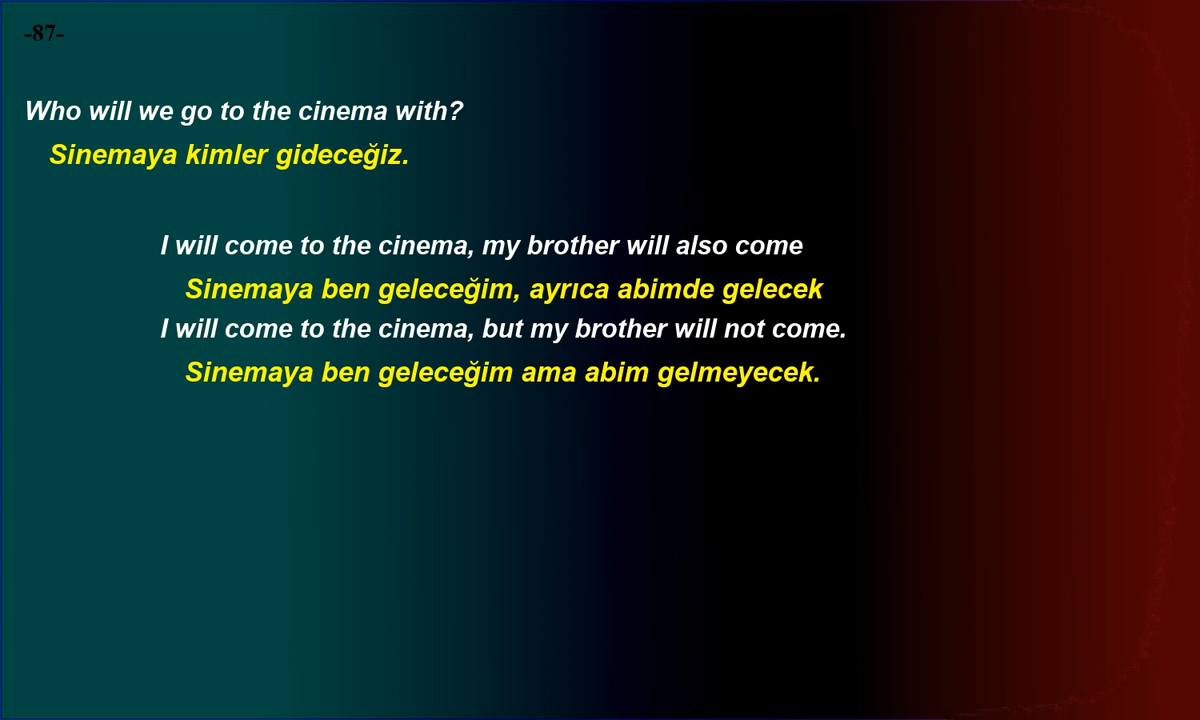 -87-
Who will we go to the cinema with?
Sinemaya kimler gideceğiz.
I will come to the cinema, my brother will also come
Sinemaya ben geleceğim, ayrıca abimde gelecek
I will come to the cinema, but my brother will not come.
Sinemaya ben geleceğim ama abim gelmeyecek.